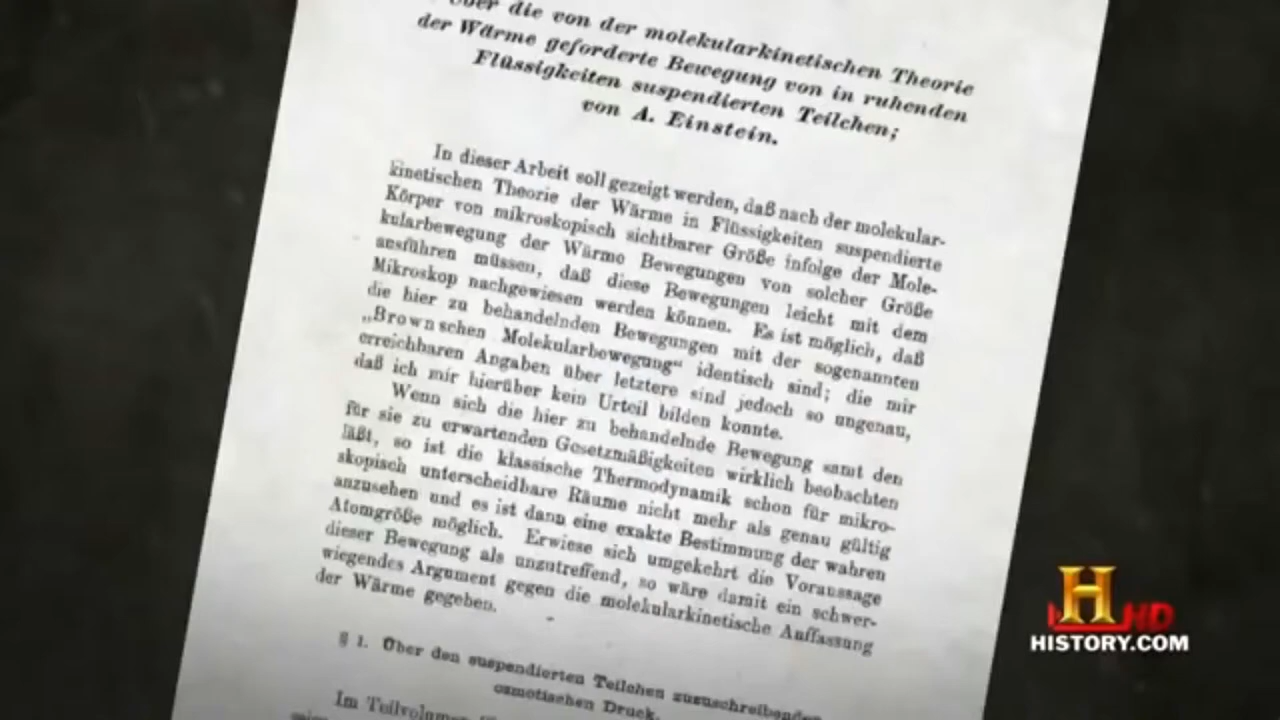 Über die von der molekularkinetischen Theorie
der Wärme geforderte Bewegung von in ruhenden
Flüssigkeiten suspendierten Teilchen;
von A. Einstein.
In dieser Arbeit soll gezeigt werden, daß nach der molekular-
kinetischen Theorie der Wärme in Flüssigkeiten suspendierte
Körper von mikroskopisch sichtbarer Größe infolge der Mole-
kularbewegung der Wärme Bewegungen von solcher Größe
ausführen müssen, daß diese Bewegungen leicht mit dem
Mikroskop nachgewiesen werden können. Es ist möglich, daß
die hier zu behandelnden Bewegungen mit der sogenannten
„Brownschen Molekularbewegung“ identisch sind; die mir
erreichbaren Angaben über letztere sind jedoch so ungenau,
daß ich mir hierüber kein Urteil bilden konnte.
Wenn sich die hier zu behandelnde Bewegung samt den
für sie zu erwartenden Gesetzmäßigkeiten wirklich beobachten
läßt, so ist die klassische Thermodynamik schon für mikro-
skopisch unterscheidbare Räume nicht mehr als genau gültig
anzusehen und es ist dann eine exakte Bestimmung der wahren
Atomgröße möglich. Erwiese sich umgekehrt die Voraussage
dieser Bewegung als unzutreffend, so wäre damit ein schwer-
wiegendes Argument gegen die molekularkinetische Auffassung
der Wärme gegeben.
§ 1. Über den suspendierten Teilchen zuzuschreibenden
osmotischen Druck.
Im Teilvolumen
H
HD
HISTORY.COM